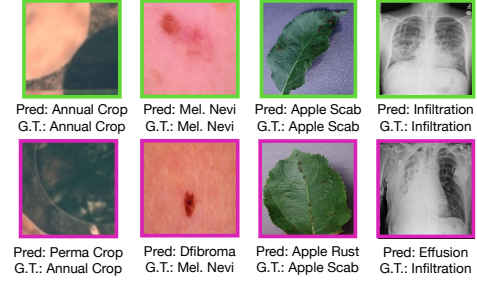 Pred: Annual Crop Pred: Mel. Nevi Pred: Apple Scab Pred: Infiltration
G.T.: Annual Crop G.T.: Mel. Nevi G.T.: Apple Scab G.T.: Infiltration
Pred: Perma Crop Pred: Dfibroma Pred: Apple Rust Pred: Effusion
G.T.: Annual Crop G.T.: Mel. Nevi G.T.: Apple Scab G.T.: Infiltration